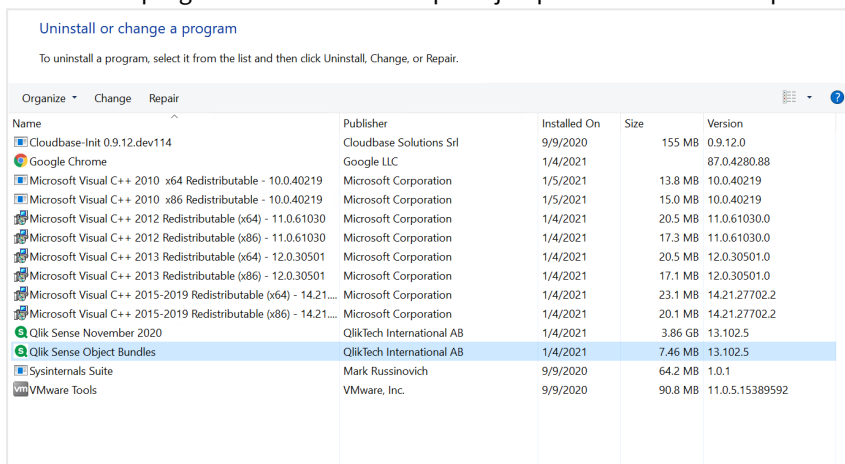 Uninstall or change a program
To uninstall a program, select it from the list and then click Uninstall, Change, or Repair.
Organize Change Repair
Name Publisher Installed On Size Version
Cloudbase-Init 0.9.12.dev114 Cloudbase Solutions Srl 9/9/2020 155 MB 0.9.12.0
Google Chrome Google LLC 1/4/2021 87.0.4280.88
Microsoft Visual C++ 2010 x64 Redistributable - 10.0.40219 Microsoft Corporation 1/5/2021 13.8 MB 10.0.40219
Microsoft Visual C++ 2010 x86 Redistributable - 10.0.40219 Microsoft Corporation 1/5/2021 15.0 MB 10.0.40219
Microsoft Visual C++ 2012 Redistributable (x64) - 11.0.61030 Microsoft Corporation 1/4/2021 20.5 MB 11.0.61030.0
Microsoft Visual C++ 2012 Redistributable (x86) - 11.0.61030 Microsoft Corporation 1/4/2021 17.3 MB 11.0.61030.0
Microsoft Visual C++ 2013 Redistributable (x64) - 12.0.30501 Microsoft Corporation 1/4/2021 20.5 MB 12.0.30501.0
Microsoft Visual C++ 2013 Redistributable (x86) - 12.0.30501 Microsoft Corporation 1/4/2021 17.1 MB 12.0.30501.0
Microsoft Visual C++ 2015-2019 Redistributable (x64) - 14.21.... Microsoft Corporation 1/4/2021 23.1 MB 14.21.27702.2
Microsoft Visual C++ 2015-2019 Redistributable (x86) - 14.21.... Microsoft Corporation 1/4/2021 20.1 MB 14.21.27702.2
Qlik Sense November 2020 QlikTech International AB 1/4/2021 3.86 GB 13.102.5
Qlik Sense Object Bundles QlikTech International AB 1/4/2021 7.46 MB 13.102.5
Sysinternals Suite Mark Russinovich 9/9/2020 64.2 MB 1.0.1
vm VMware Tools VMware, Inc. 9/9/2020 90.8 MB 11.0.5.15389592